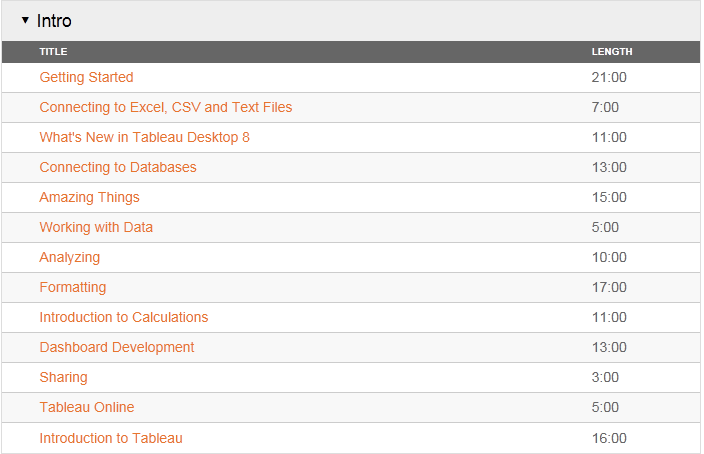 Intro
TITLE LENGTH
Getting Started 21:00
Connecting to Excel, CSV and Text Files 7:00
What's New in Tableau Desktop 8 11:00
Connecting to Databases 13:00
Amazing Things 15:00
Working with Data 5:00
Analyzing 10:00
Formatting 17:00
Introduction to Calculations 11:00
Dashboard Development 13:00
Sharing 3:00
Tableau Online 5:00
Introduction to Tableau 16:00